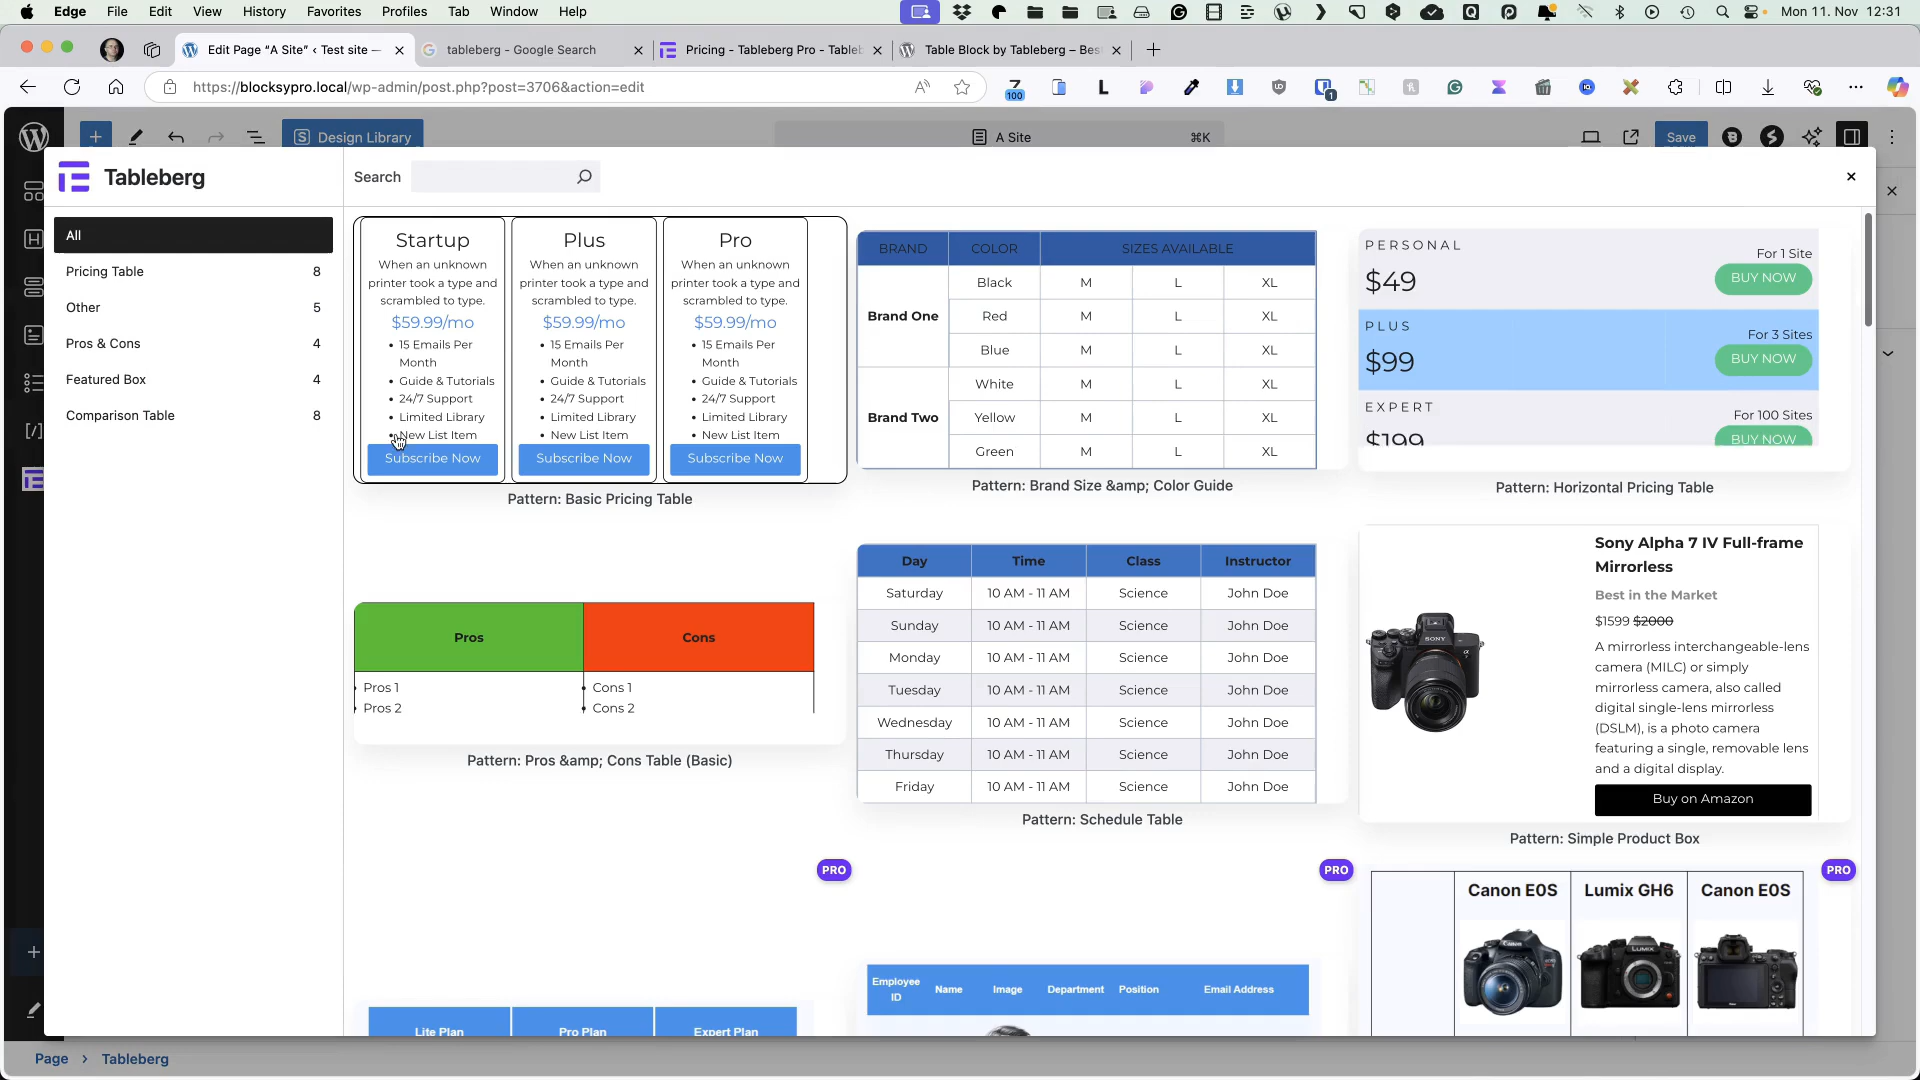 Edge File Edit View History Favorites Profiles Tab Window Help
Mon 11. Nov 12:31
Edit Page “A Site” ‹ Test site —
tableberg - Google Search
Pricing - Tableberg Pro - Tableb
Table Block by Tableberg – Bes
https://blocksypro.local/wp-admin/post.php?post=3706&action=edit
100
1
Design Library
A Site
⌘K
Save
Tableberg
Search
All
Pricing Table 8
Other 5
Pros & Cons 4
Featured Box 4
Comparison Table 8
Startup
When an unknown
printer took a type and
scrambled to type.
$59.99/mo
15 Emails Per
Month
Guide & Tutorials
24/7 Support
Limited Library
New List Item
Subscribe Now
Plus
When an unknown
printer took a type and
scrambled to type.
$59.99/mo
15 Emails Per
Month
Guide & Tutorials
24/7 Support
Limited Library
New List Item
Subscribe Now
Pro
When an unknown
printer took a type and
scrambled to type.
$59.99/mo
15 Emails Per
Month
Guide & Tutorials
24/7 Support
Limited Library
New List Item
Subscribe Now
Pattern: Basic Pricing Table
BRAND COLOR SIZES AVAILABLE
Brand One
Black M L XL
Red M L XL
Blue M L XL
Brand Two
White M L XL
Yellow M L XL
Green M L XL
Pattern: Brand Size &amp; Color Guide
PERSONAL
$49
For 1 Site
BUY NOW
PLUS
$99
For 3 Sites
BUY NOW
EXPERT
$199
For 100 Sites
BUY NOW
Pattern: Horizontal Pricing Table
Pros Cons
Pros 1 Cons 1
Pros 2 Cons 2
Pattern: Pros &amp; Cons Table (Basic)
Day Time Class Instructor
Saturday 10 AM - 11 AM Science John Doe
Sunday 10 AM - 11 AM Science John Doe
Monday 10 AM - 11 AM Science John Doe
Tuesday 10 AM - 11 AM Science John Doe
Wednesday 10 AM - 11 AM Science John Doe
Thursday 10 AM - 11 AM Science John Doe
Friday 10 AM - 11 AM Science John Doe
Pattern: Schedule Table
SONY
Sony Alpha 7 IV Full-frame
Mirrorless
Best in the Market
$1599 $2000
A mirrorless interchangeable-lens
camera (MILC) or simply
mirrorless camera, also called
digital single-lens mirrorless
(DSLM), is a photo camera
featuring a single, removable lens
and a digital display.
Buy on Amazon
Pattern: Simple Product Box
PRO
Lite Plan Pro Plan Expert Plan
PRO
Employee
ID
Name Image Department Position Email Address
PRO
Canon E0S Lumix GH6 Canon E0S
Page › Tableberg